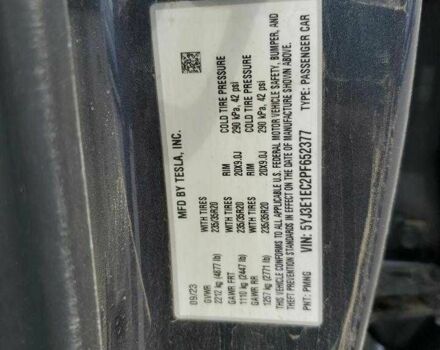 MFD BY TESLA, INC.
09/23
GVWR
2212 kg (4877 lb)
GAWR FRT WITH TIRES RIM COLD TIRE PRESSURE
1110 kg (2447 lb) 235/35R20 20X9.0J 290 kPa, 42 psi
GAWR RR WITH TIRES RIM COLD TIRE PRESSURE
1257 kg (2771 lb) 235/35R20 20X9.0J 290 kPa, 42 psi
THIS VEHICLE CONFORMS TO ALL APPLICABLE U.S. FEDERAL MOTOR VEHICLE SAFETY, BUMPER, AND
THEFT PREVENTION STANDARDS IN EFFECT ON THE DATE OF MANUFACTURE SHOWN ABOVE.
VIN: 5YJ3E1EC2PF652377 TYPE: PASSENGER CAR
PNT: PMNG